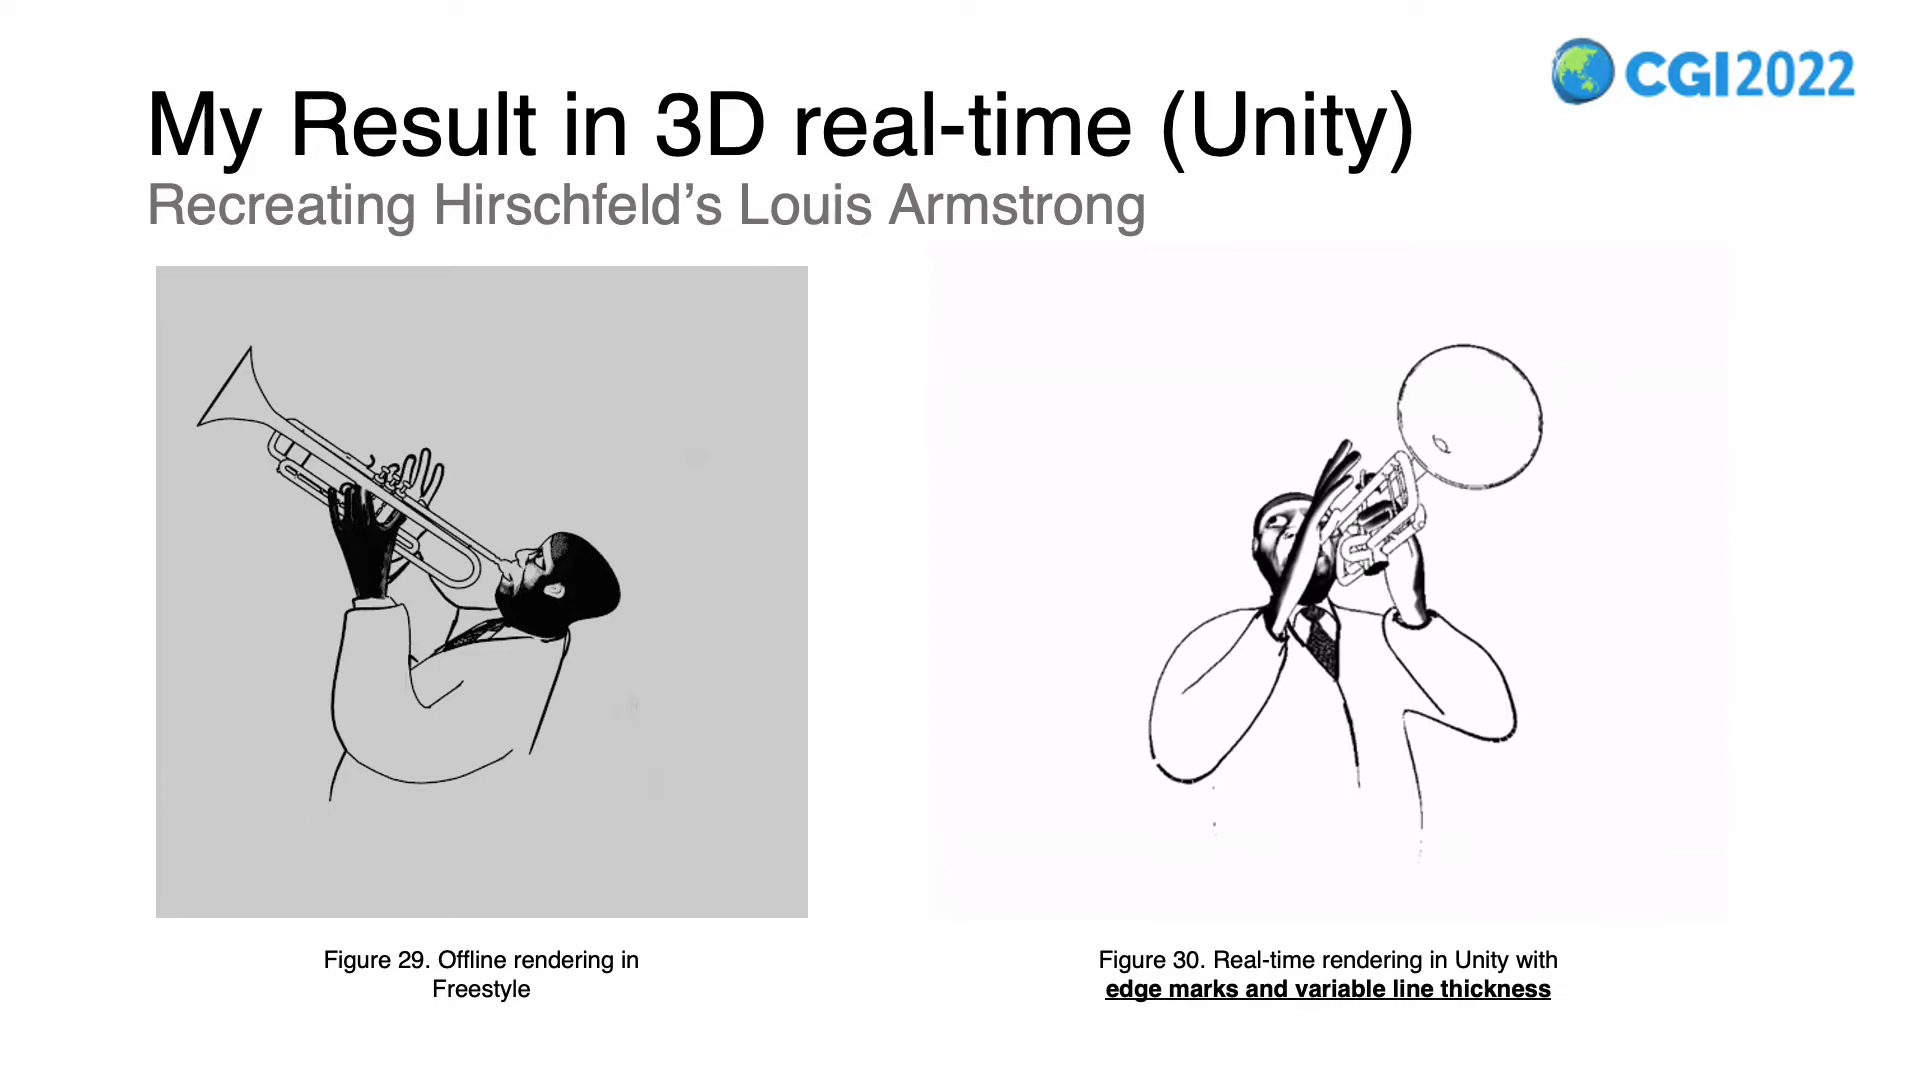 CGI2022
My Result in 3D real-time (Unity)
Recreating Hirschfeld’s Louis Armstrong
Figure 29. Offline rendering in
Freestyle
Figure 30. Real-time rendering in Unity with
edge marks and variable line thickness